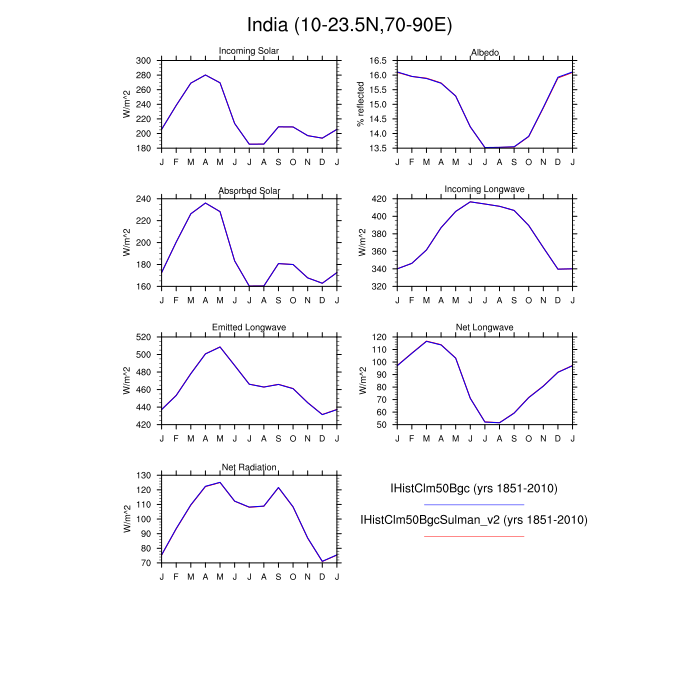 India (10-23.5N,70-90E)
Incoming Solar
W/m^2
300
280
260
240
220
200
180
J F M A M J J A S O N D J
Albedo
% reflected
16.5
16.0
15.5
15.0
14.5
14.0
13.5
J F M A M J J A S O N D J
Absorbed Solar
W/m^2
240
220
200
180
160
J F M A M J J A S O N D J
Incoming Longwave
W/m^2
420
400
380
360
340
320
J F M A M J J A S O N D J
Emitted Longwave
W/m^2
520
500
480
460
440
420
J F M A M J J A S O N D J
Net Longwave
W/m^2
120
110
100
90
80
70
60
50
J F M A M J J A S O N D J
Net Radiation
W/m^2
130
120
110
100
90
80
70
J F M A M J J A S O N D J
IHistClm50Bgc (yrs 1851-2010)
IHistClm50BgcSulman_v2 (yrs 1851-2010)